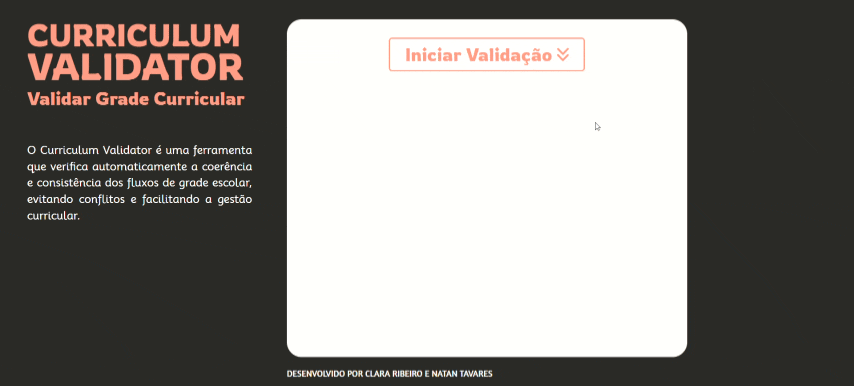 CURRICULUM
VALIDATOR
Validar Grade Curricular
O Curriculum Validator é uma ferramenta
que verifica automaticamente a coerência
e consistência dos fluxos de grade escolar,
evitando conflitos e facilitando a gestão
curricular.
Iniciar Validação
DESENVOLVIDO POR CLARA RIBEIRO E NATAN TAVARES